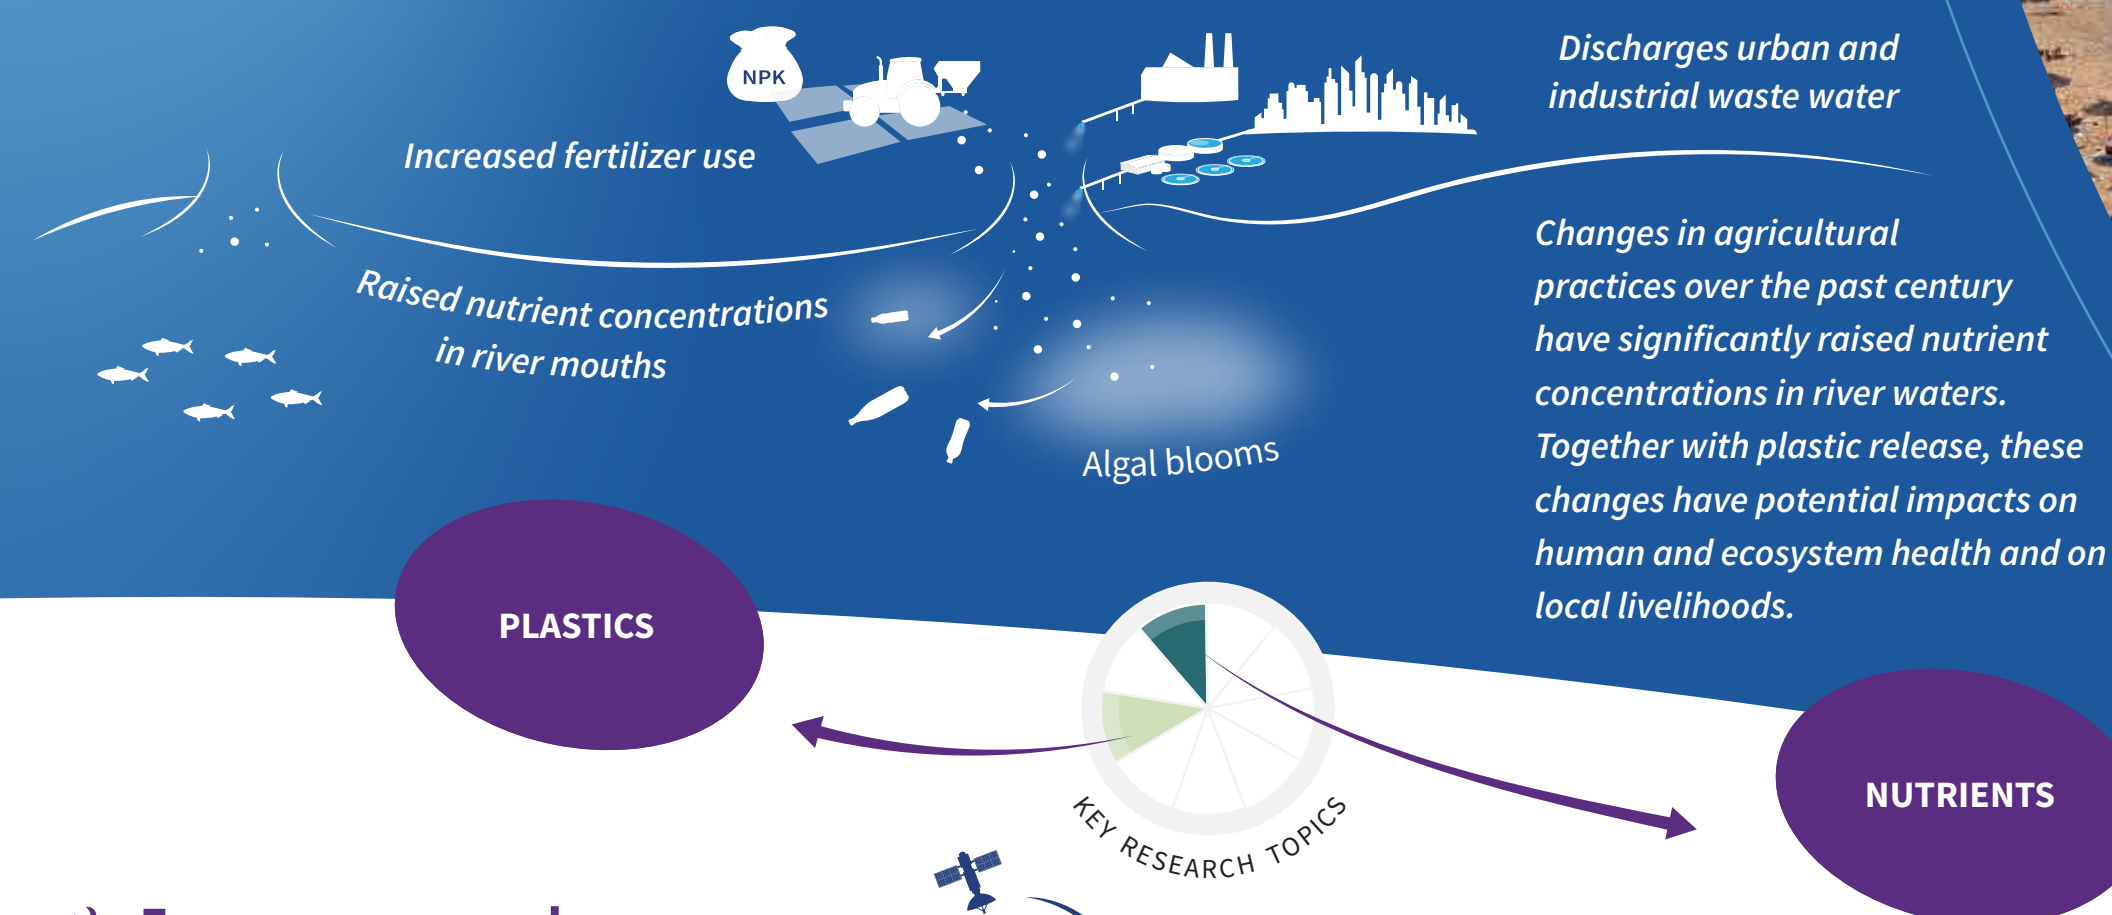 NPK
Increased fertilizer use
Discharges urban and
industrial waste water
Raised nutrient concentrations
in river mouths
Algal blooms
Changes in agricultural
practices over the past century
have significantly raised nutrient
concentrations in river waters.
Together with plastic release, these
changes have potential impacts on
human and ecosystem health and on
local livelihoods.
PLASTICS
NUTRIENTS
KEY RESEARCH TOPICS